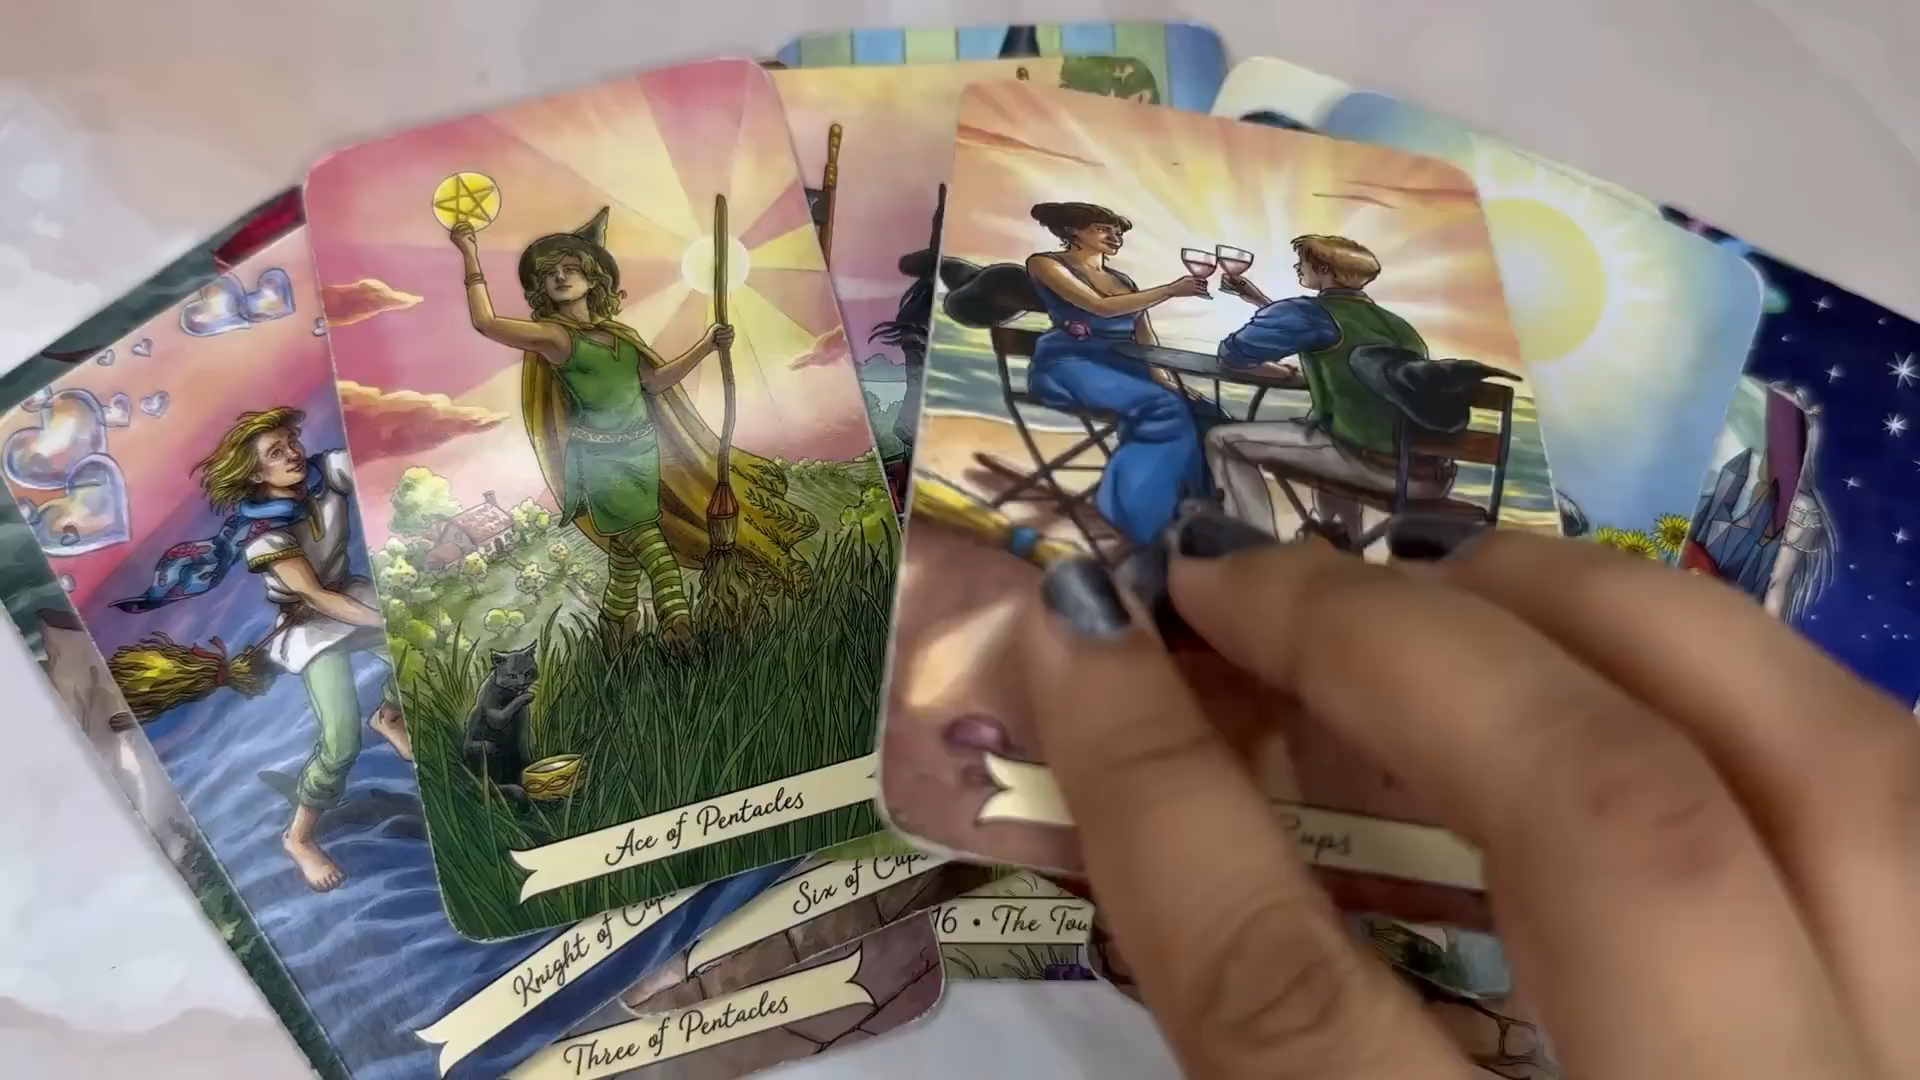 Ace of Pentacles
Cups
Six of Cups
Knight of Cups
16 • The Tow
Three of Pentacles